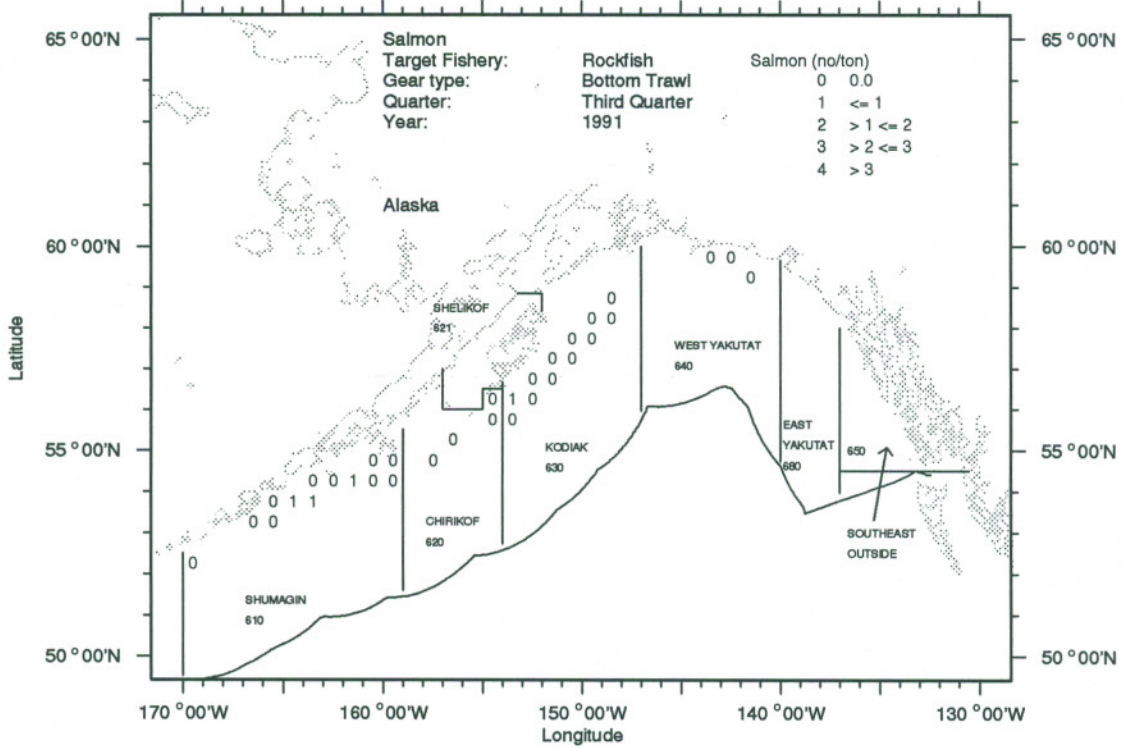 Salmon
Target Fishery: Rockfish
Gear type: Bottom Trawl
Quarter: Third Quarter
Year: 1991
Salmon (no/ton)
0 0.0
1 <= 1
2 > 1 <= 2
3 > 2 <= 3
4 > 3
65 °00'N
65 °00'N
Alaska
60 °00'N
60 °00'N
0 0
0
SHELIKOF
621
0
0 0
0 0
0 0
0 0
WEST YAKUTAT
640
0 1 0
0 0
0
0 0 0
0 0 1 0 0
0 1 1
0 0
0
KODIAK
630
EAST
YAKUTAT
680
650
55 °00'N
55 °00'N
CHIRIKOF
620
SOUTHEAST
OUTSIDE
SHUMAGIN
610
50 °00'N
50 °00'N
170 °00'W
160 °00'W
150 °00'W
140 °00'W
130 °00'W
Latitude
Longitude